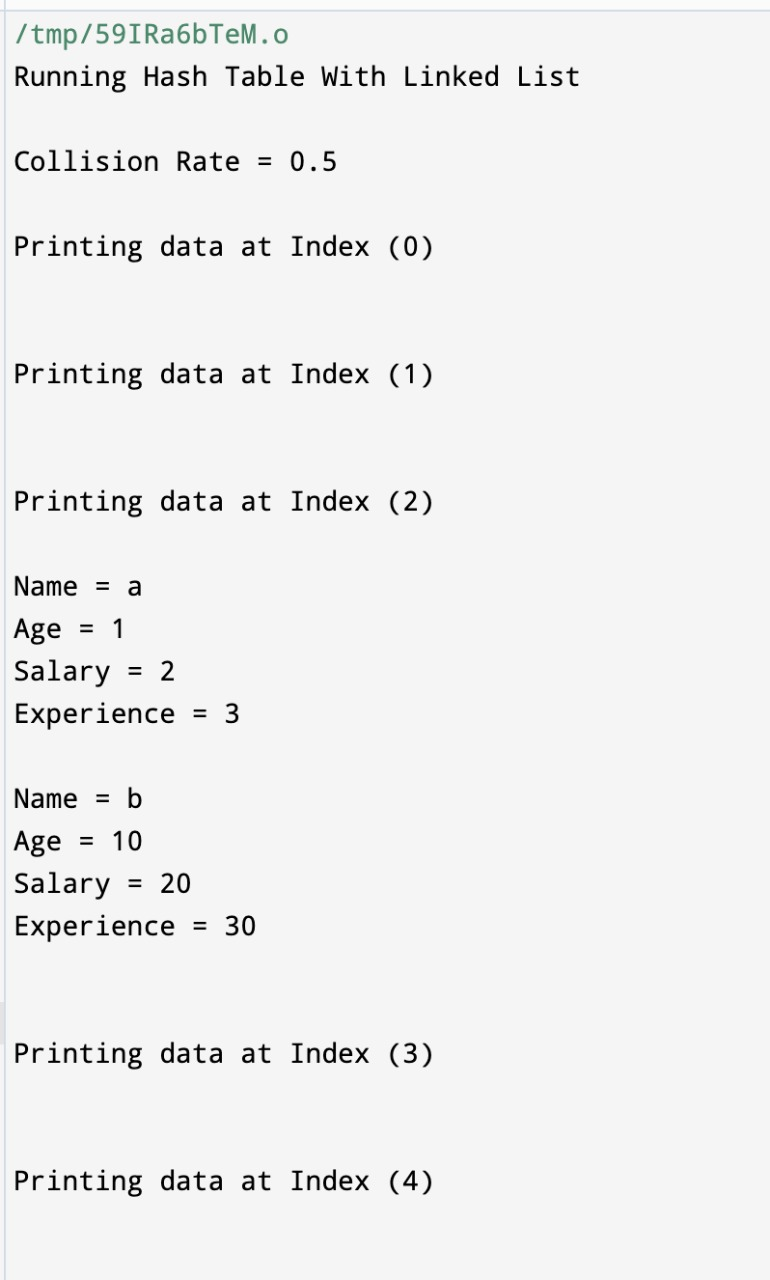 /tmp/59IRa6bTeM.o
Running Hash Table With Linked List
Collision Rate = 0.5
Printing data at Index (0)
Printing data at Index (1)
Printing data at Index (2)
Name = a
Age = 1
Salary = 2
Experience = 3
Name = b
Age = 10
Salary = 20
Experience = 30
Printing data at Index (3)
Printing data at Index (4)